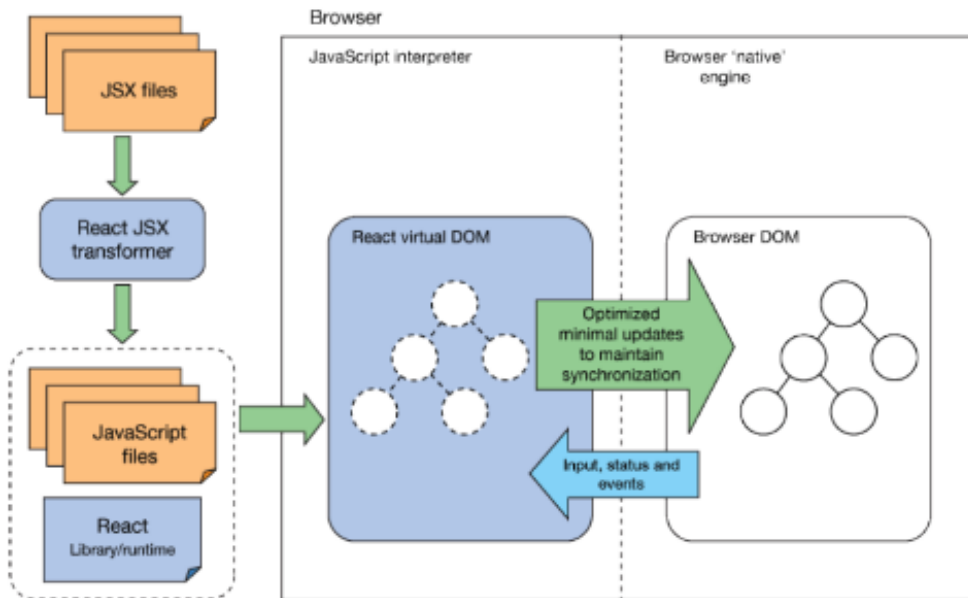 Browser
JSX files
JavaScript interpreter
Browser 'native'
engine
React JSX
transformer
React virtual DOM
Browser DOM
Optimized
minimal updates
to maintain
synchronization
JavaScript
files
Input, status and
events
React
Library/runtime